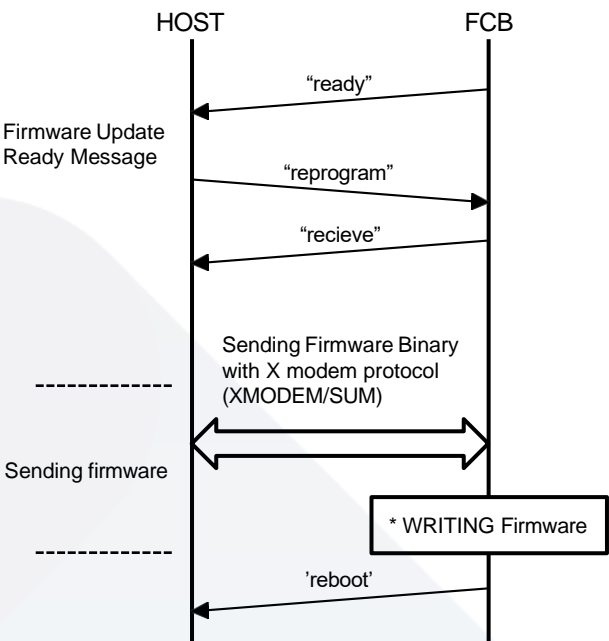 HOST FCB
“ready”
Firmware Update
Ready Message
“reprogram”
“recieve”
Sending Firmware Binary
with X modem protocol
(XMODEM/SUM)
--------------
Sending firmware
* WRITING Firmware
--------------
’reboot’